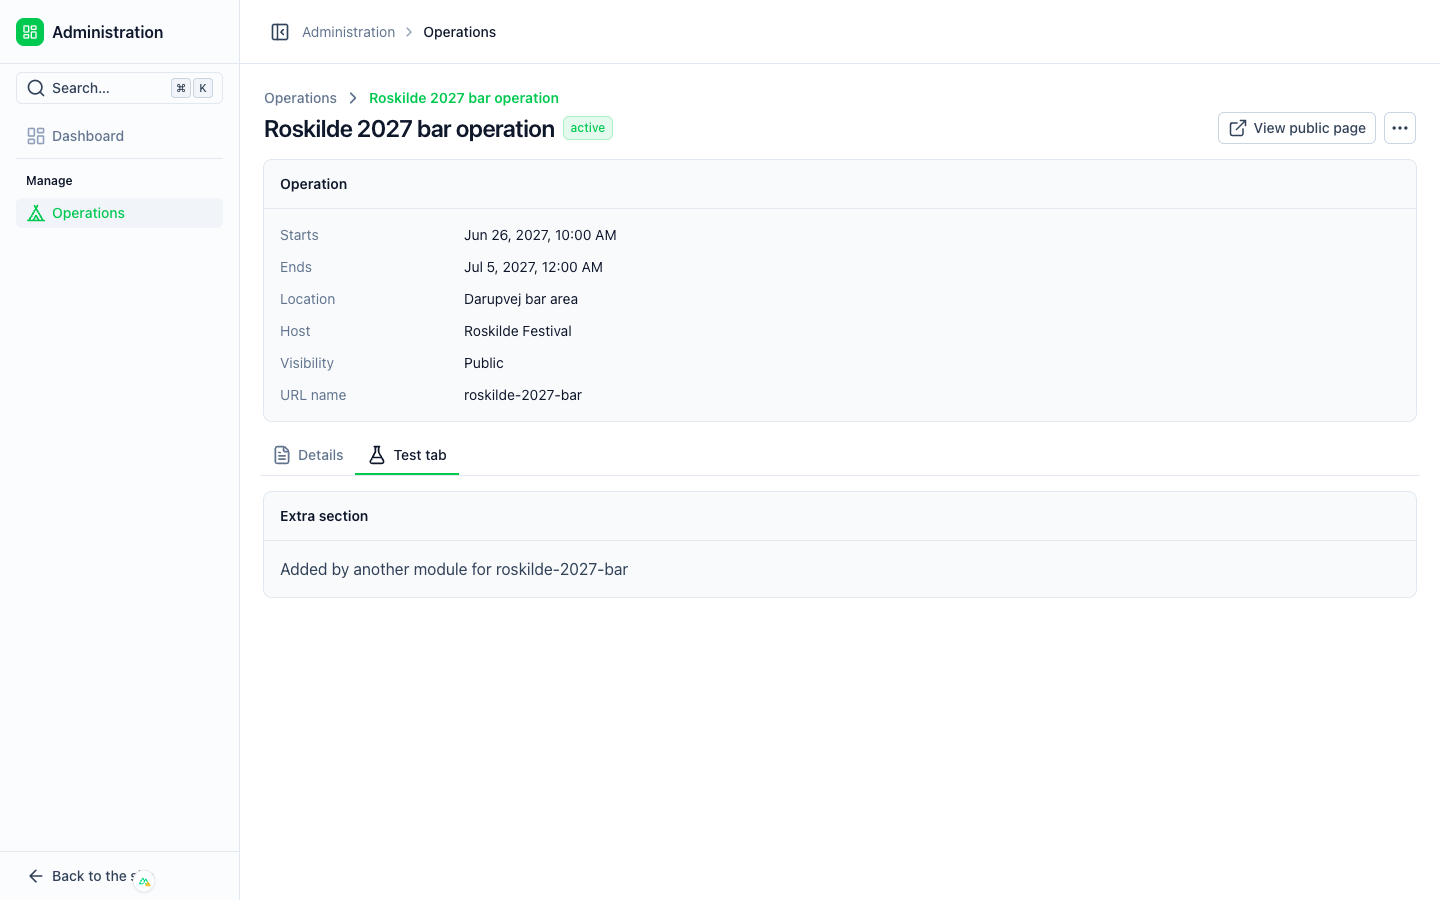 Administration
Administration > Operations
Search... ⌘ K
Dashboard
Manage
Operations
Back to the
Operations > Roskilde 2027 bar operation
Roskilde 2027 bar operation active
View public page
Operation
Starts Jun 26, 2027, 10:00 AM
Ends Jul 5, 2027, 12:00 AM
Location Darupvej bar area
Host Roskilde Festival
Visibility Public
URL name roskilde-2027-bar
Details Test tab
Extra section
Added by another module for roskilde-2027-bar